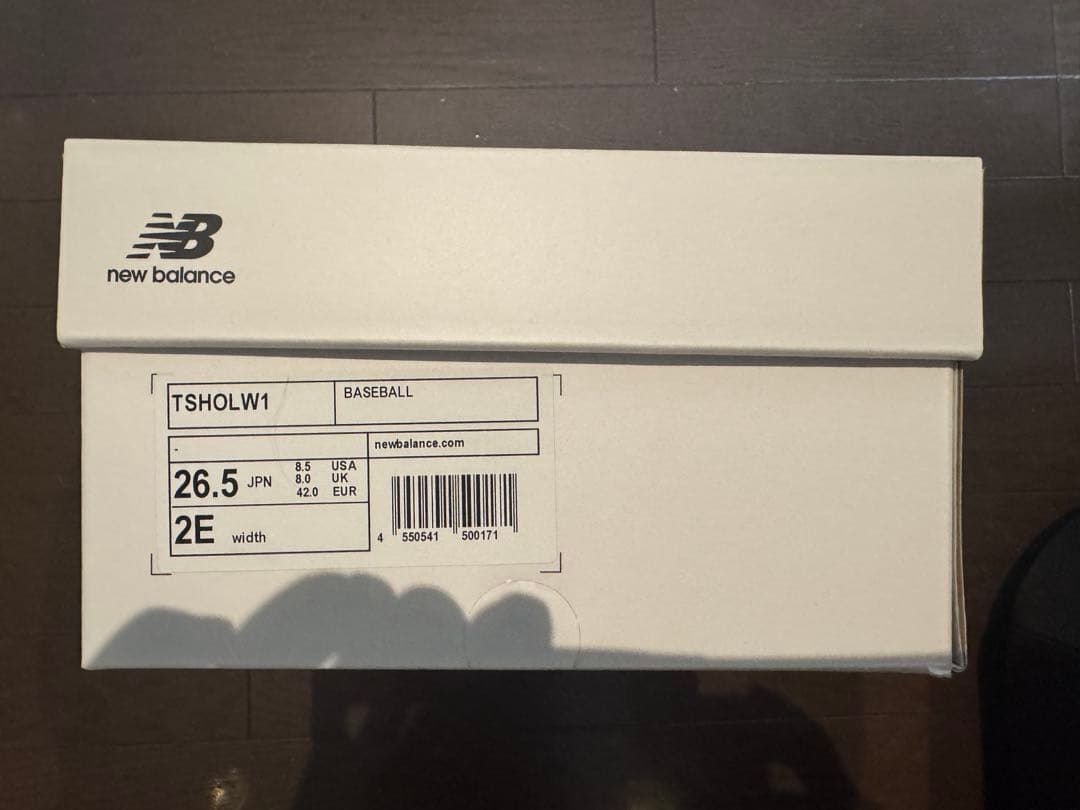 NB
new balance
TSHOLW1
BASEBALL
-
newbalance.com
26.5 JPN
8.5 USA
8.0 UK
42.0 EUR
2E width
4 550541 500171